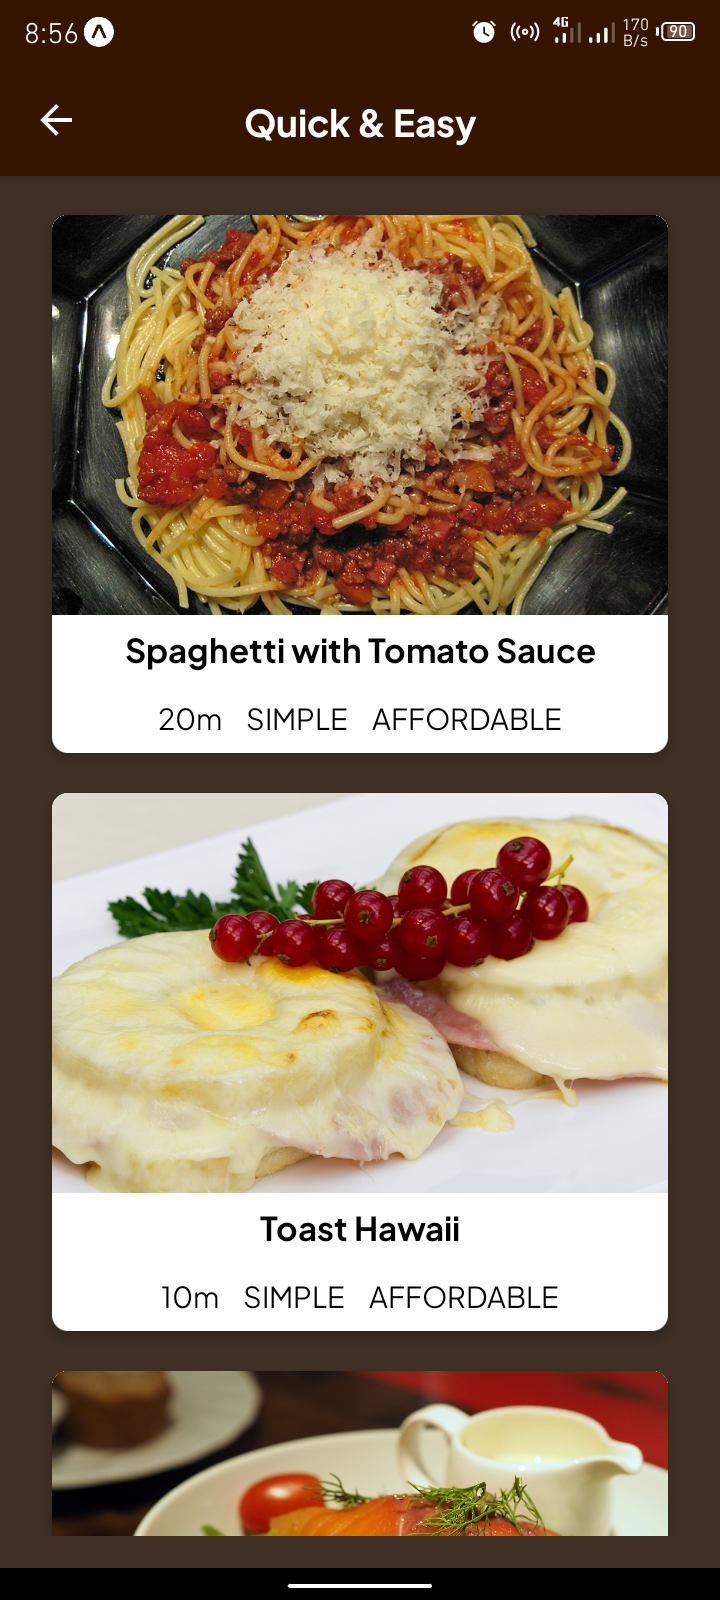 8:56 4G 170 B/s 90
Quick & Easy
Spaghetti with Tomato Sauce
20m SIMPLE AFFORDABLE
Toast Hawaii
10m SIMPLE AFFORDABLE